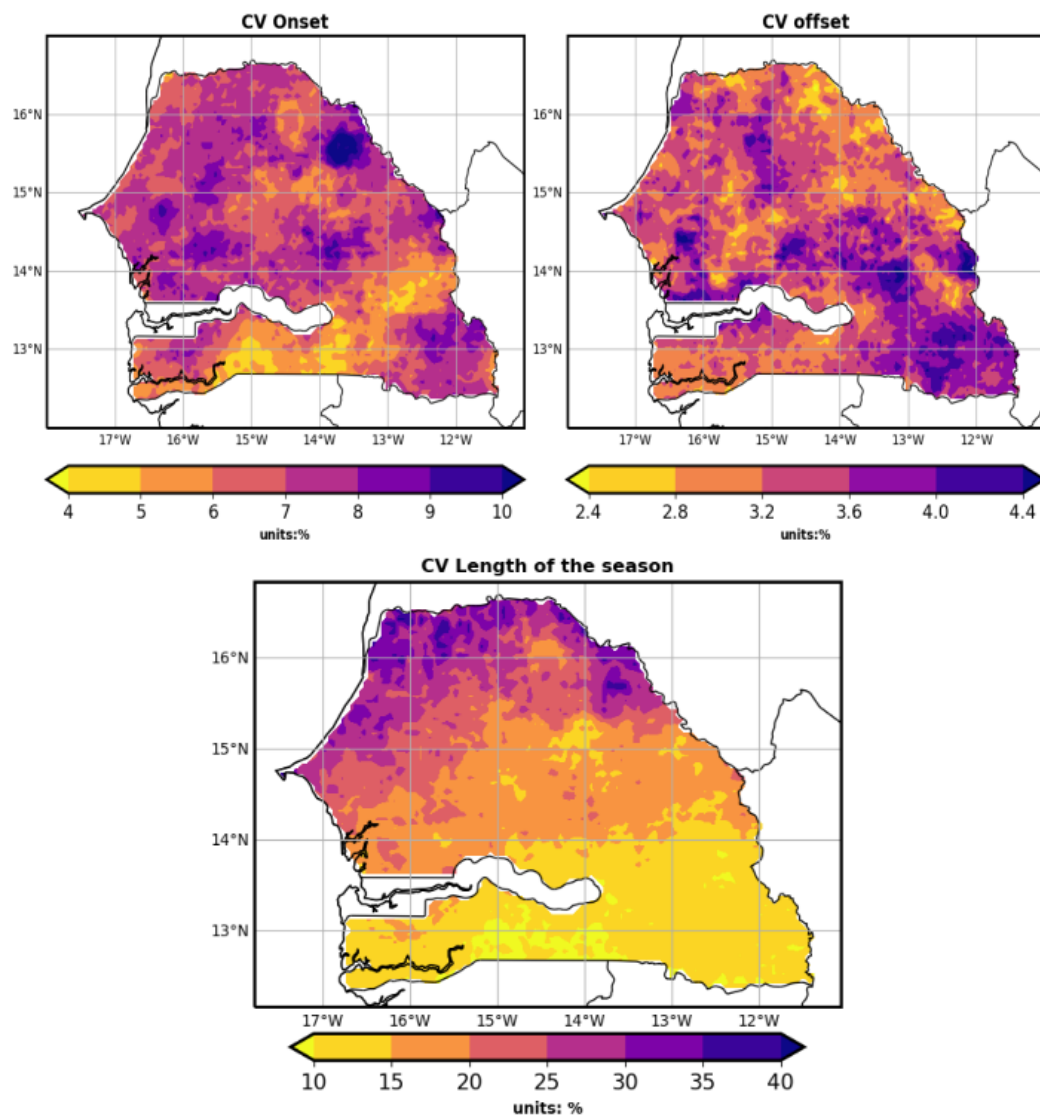 CV Onset
CV offset
16°N 16°N
15°N 15°N
14°N 14°N
13°N 13°N
17°W 16°W 15°W 14°W 13°W 12°W 17°W 16°W 15°W 14°W 13°W 12°W
4 5 6 7 8 9 10 2.4 2.8 3.2 3.6 4.0 4.4
units:% units:%
CV Length of the season
16°N
15°N
14°N
13°N
17°W 16°W 15°W 14°W 13°W 12°W
10 15 20 25 30 35 40
units: %